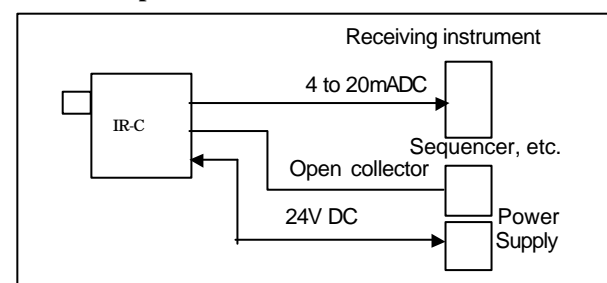 Receiving instrument
4 to 20mADC
IR-C
Sequencer, etc.
Open collector
24V DC
Power
Supply